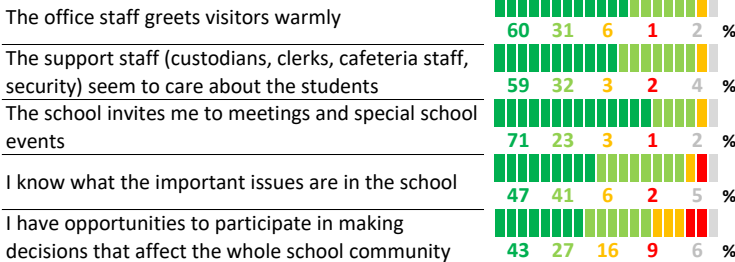 The office staff greets visitors warmly
60 31 6 1 2 %
The support staff (custodians, clerks, cafeteria staff,
security) seem to care about the students
59 32 3 2 4 %
The school invites me to meetings and special school
events
71 23 3 1 2 %
I know what the important issues are in the school
47 41 6 2 5 %
I have opportunities to participate in making
decisions that affect the whole school community
43 27 16 9 6 %